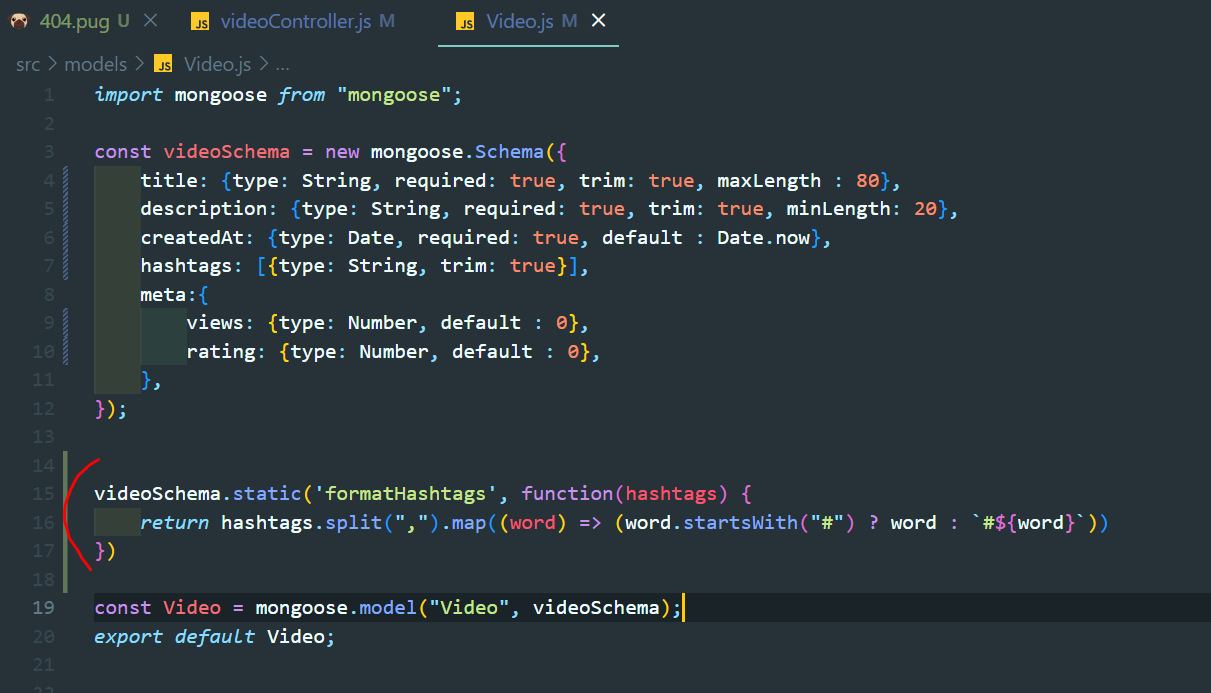 404.pug U
JS videoController.js M
JS Video.js M
src > models > JS Video.js > ...
1 import mongoose from "mongoose";
2
3 const videoSchema = new mongoose.Schema({
4 title: {type: String, required: true, trim: true, maxLength : 80},
5 description: {type: String, required: true, trim: true, minLength: 20},
6 createdAt: {type: Date, required: true, default : Date.now},
7 hashtags: [{type: String, trim: true}],
8 meta:{
9 views: {type: Number, default : 0},
10 rating: {type: Number, default : 0},
11 },
12 });
13
14
15 videoSchema.static('formatHashtags', function(hashtags) {
16 return hashtags.split(",").map((word) => (word.startsWith("#") ? word : `#${word}`))
17 })
18
19 const Video = mongoose.model("Video", videoSchema);
20 export default Video;
21
22